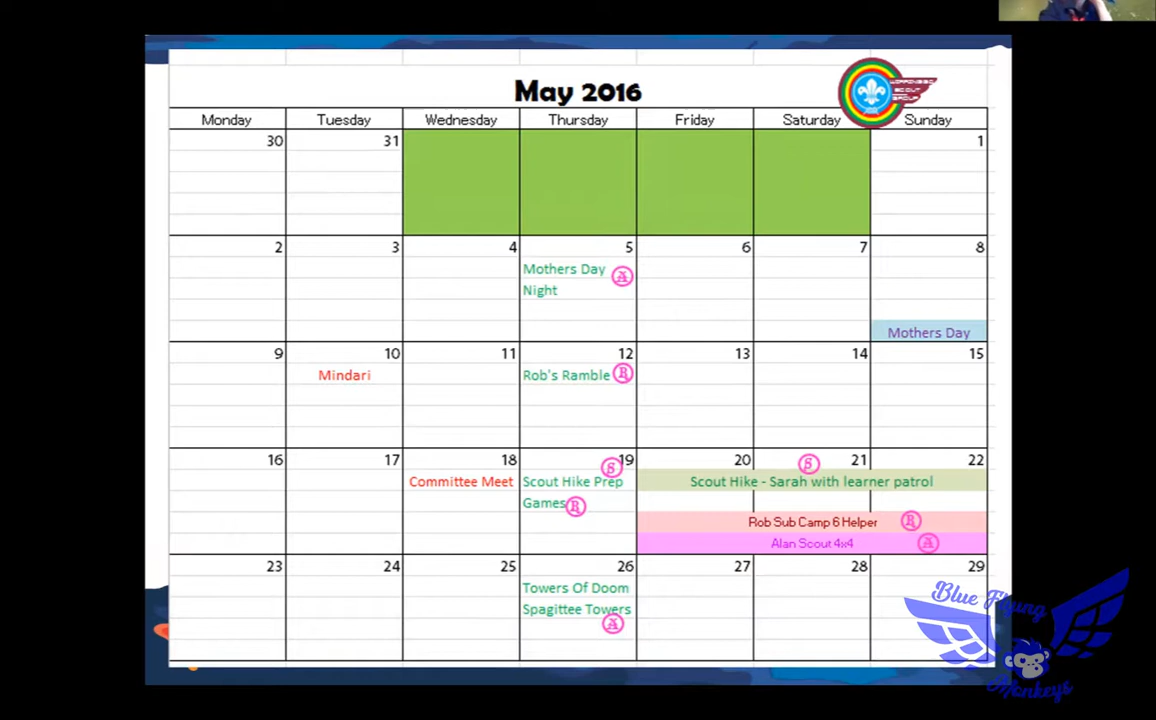 May 2016
SCOUT
GROUP
Monday Tuesday Wednesday Thursday Friday Saturday Sunday
30 31 1
2 3 4 5 6 7 8
Mothers Day A
Night
Mothers Day
9 10 11 12 13 14 15
Mindari Rob's Ramble R
16 17 18 19 20 21 22
S S
Committee Meet Scout Hike Prep Scout Hike - Sarah with learner patrol
Games R
Rob Sub Camp 6 Helper R
Alan Scout 4x4 A
23 24 25 26 27 28 29
Towers Of Doom
Spagittee Towers
A
Blue Flying
Monkeys